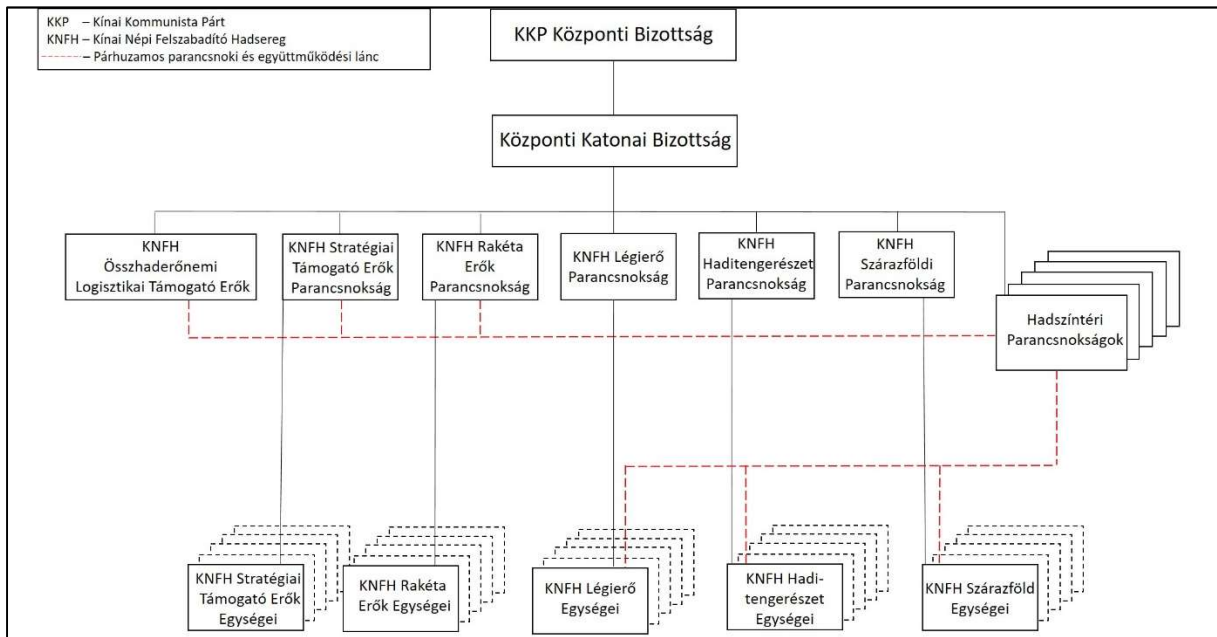 KKP – Kínai Kommunista Párt
KNFH – Kínai Népi Felszabadító Hadsereg
– Párhuzamos parancsnoki és együttműködési lánc
KKP Központi Bizottság
Központi Katonai Bizottság
KNFH
Összhaderőnemi
Logisztikai Támogató Erők
KNFH Stratégiai
Támogató Erők
Parancsnokság
KNFH Rakéta
Erők
Parancsnokság
KNFH Légierő
Parancsnokság
KNFH
Haditengerészet
Parancsnokság
KNFH
Szárazföldi
Parancsnokság
Hadszíntéri
Parancsnokságok
KNFH Stratégiai
Támogató Erők
Egységei
KNFH Rakéta
Erők Egységei
KNFH Légierő
Egységei
KNFH Hadi-
tengerészet
Egységei
KNFH Szárazföld
Egységei